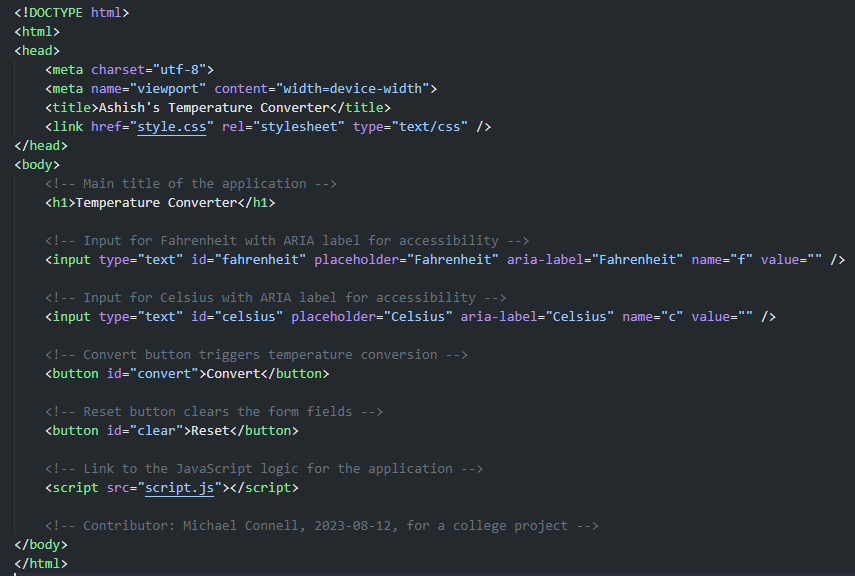 <!DOCTYPE html>
<html>
<head>
    <meta charset="utf-8">
    <meta name="viewport" content="width=device-width">
    <title>Ashish's Temperature Converter</title>
    <link href="style.css" rel="stylesheet" type="text/css" />
</head>
<body>
    <!-- Main title of the application -->
    <h1>Temperature Converter</h1>

    <!-- Input for Fahrenheit with ARIA label for accessibility -->
    <input type="text" id="fahrenheit" placeholder="Fahrenheit" aria-label="Fahrenheit" name="f" value="" />

    <!-- Input for Celsius with ARIA label for accessibility -->
    <input type="text" id="celsius" placeholder="Celsius" aria-label="Celsius" name="c" value="" />

    <!-- Convert button triggers temperature conversion -->
    <button id="convert">Convert</button>

    <!-- Reset button clears the form fields -->
    <button id="clear">Reset</button>

    <!-- Link to the JavaScript logic for the application -->
    <script src="script.js"></script>

    <!-- Contributor: Michael Connell, 2023-08-12, for a college project -->
</body>
</html>